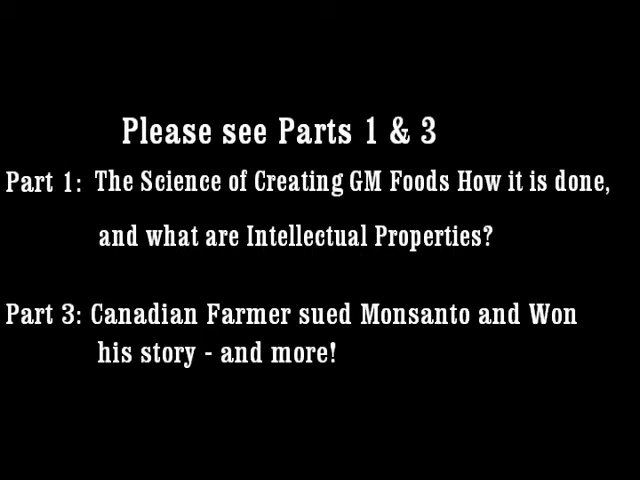 Please see Parts 1 & 3
Part 1: The Science of Creating GM Foods How it is done,
and what are Intellectual Properties?
Part 3: Canadian Farmer sued Monsanto and Won
his story - and more!